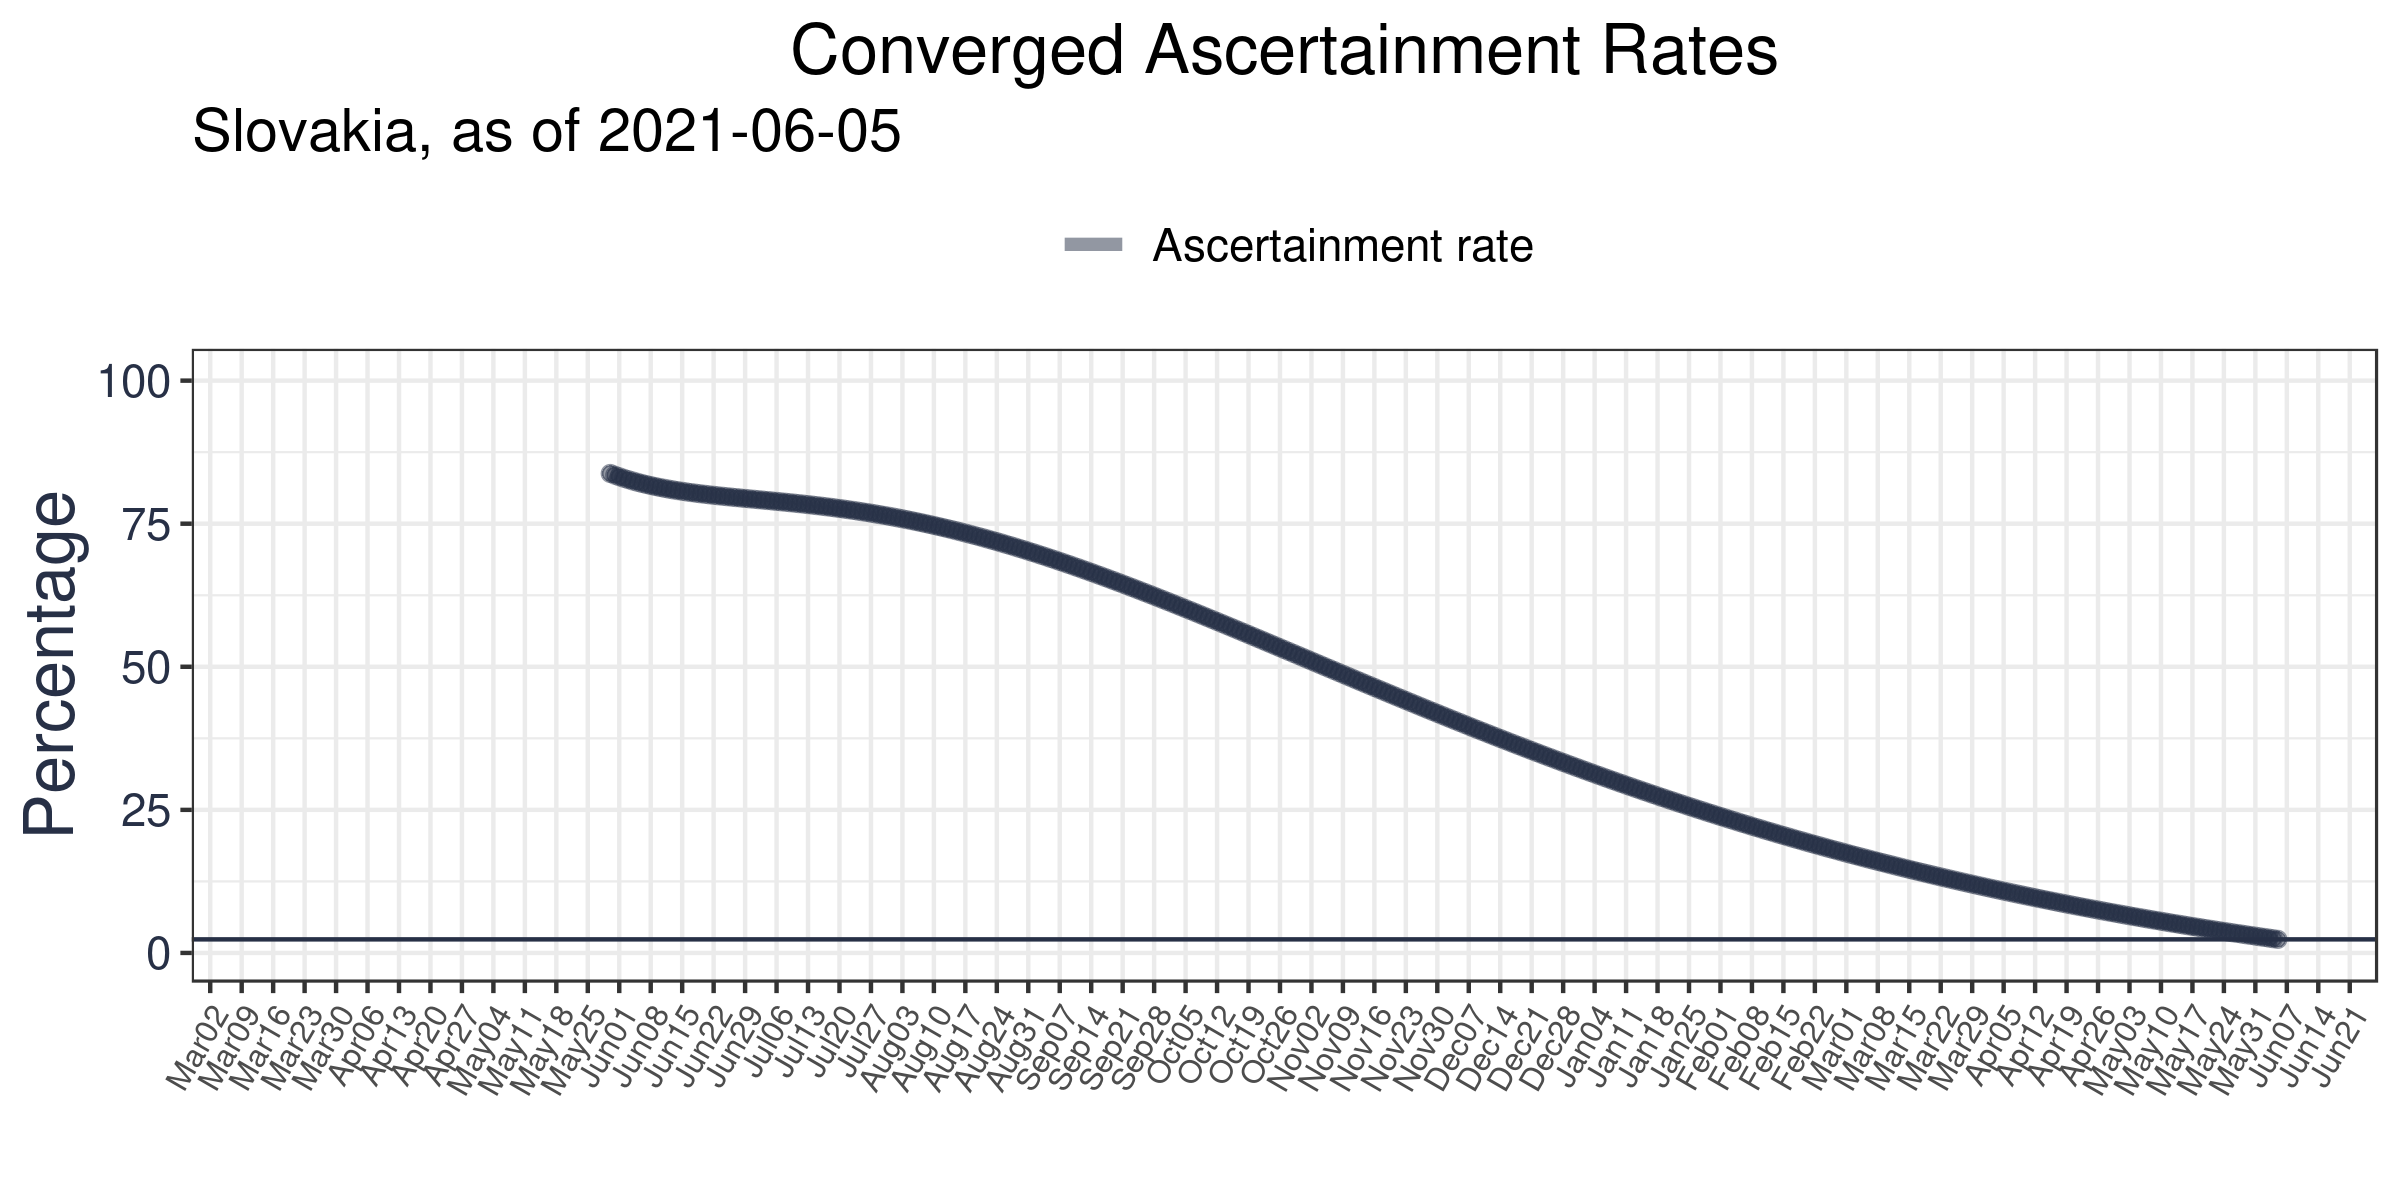 Converged Ascertainment Rates
Slovakia, as of 2021-06-05
Ascertainment rate
Percentage
100
75
50
25
0
Mar02 Mar09 Mar16 Mar23 Mar30 Apr06 Apr13 Apr20 Apr27 May04 May11 May18 May25 Jun01 Jun08 Jun15 Jun22 Jun29 Jul06 Jul13 Jul20 Jul27 Aug03 Aug10 Aug17 Aug24 Aug31 Sep07 Sep14 Sep21 Sep28 Oct05 Oct12 Oct19 Oct26 Nov02 Nov09 Nov16 Nov23 Nov30 Dec07 Dec14 Dec21 Dec28 Jan04 Jan11 Jan18 Jan25 Feb01 Feb08 Feb15 Feb22 Mar01 Mar08 Mar15 Mar22 Mar29 Apr05 Apr12 Apr19 Apr26 May03 May10 May17 May24 May31 Jun07 Jun14 Jun21